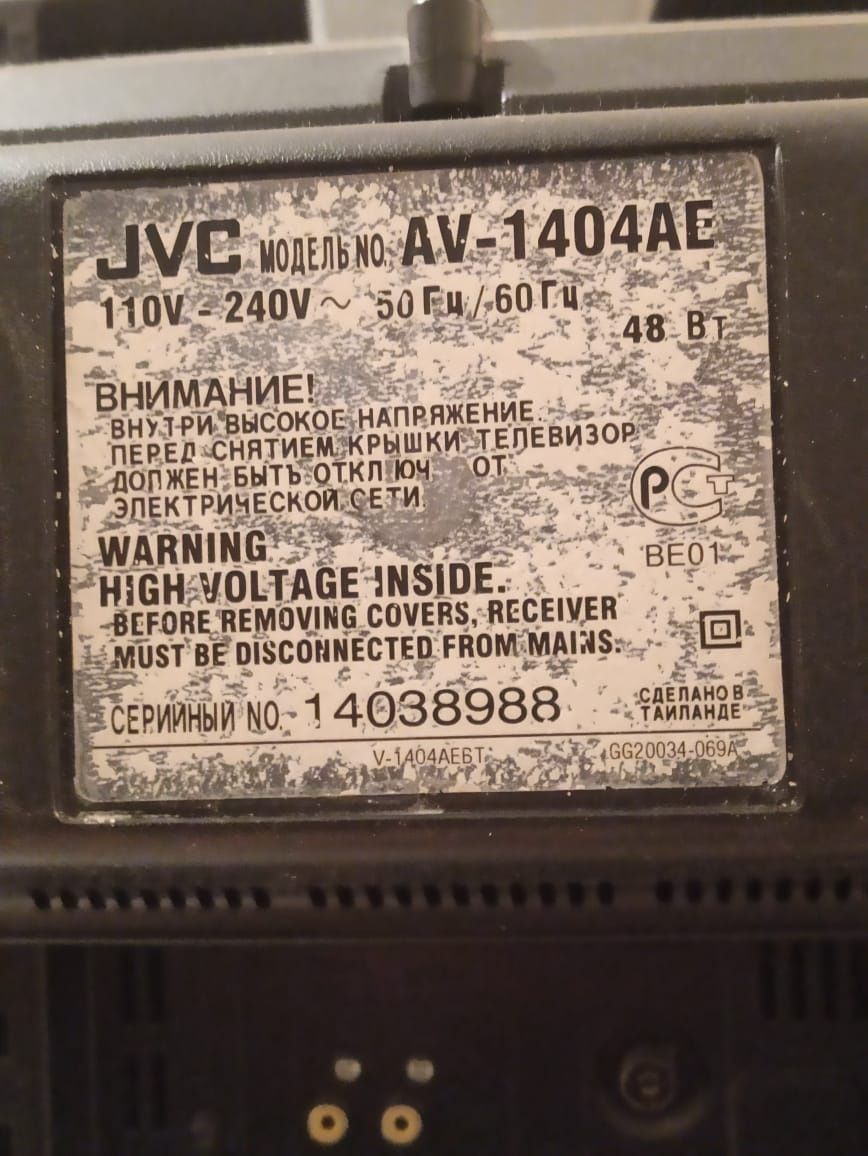 JVC МОДЕЛЬ NO. AV-1404AE
110V - 240V ~ 50 Гц / 60 Гц
48 Вт
ВНИМАНИЕ!
ВНУТРИ ВЫСОКОЕ НАПРЯЖЕНИЕ.
ПЕРЕД СНЯТИЕМ КРЫШКИ ТЕЛЕВИЗОР
ДОЛЖЕН БЫТЬ ОТКЛЮЧ ОТ
ЭЛЕКТРИЧЕСКОЙ СЕТИ.
РСТ
BE01
WARNING
HIGH VOLTAGE INSIDE.
BEFORE REMOVING COVERS, RECEIVER
MUST BE DISCONNECTED FROM MAINS.
СЕРИЙНЫЙ NO. 14038988
СДЕЛАНО В
ТАИЛАНДЕ
V-1404AEBT
GG20034-069A